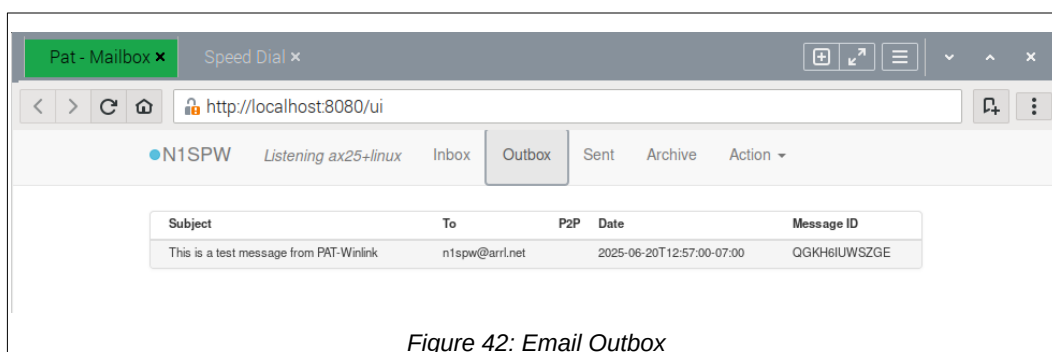 Pat - Mailbox × Speed Dial ×
http://localhost:8080/ui
N1SPW Listening ax25+linux Inbox Outbox Sent Archive Action
Subject To P2P Date Message ID
This is a test message from PAT-Winlink n1spw@arrl.net 2025-06-20T12:57:00-07:00 QGKH6IUWSZGE
Figure 42: Email Outbox